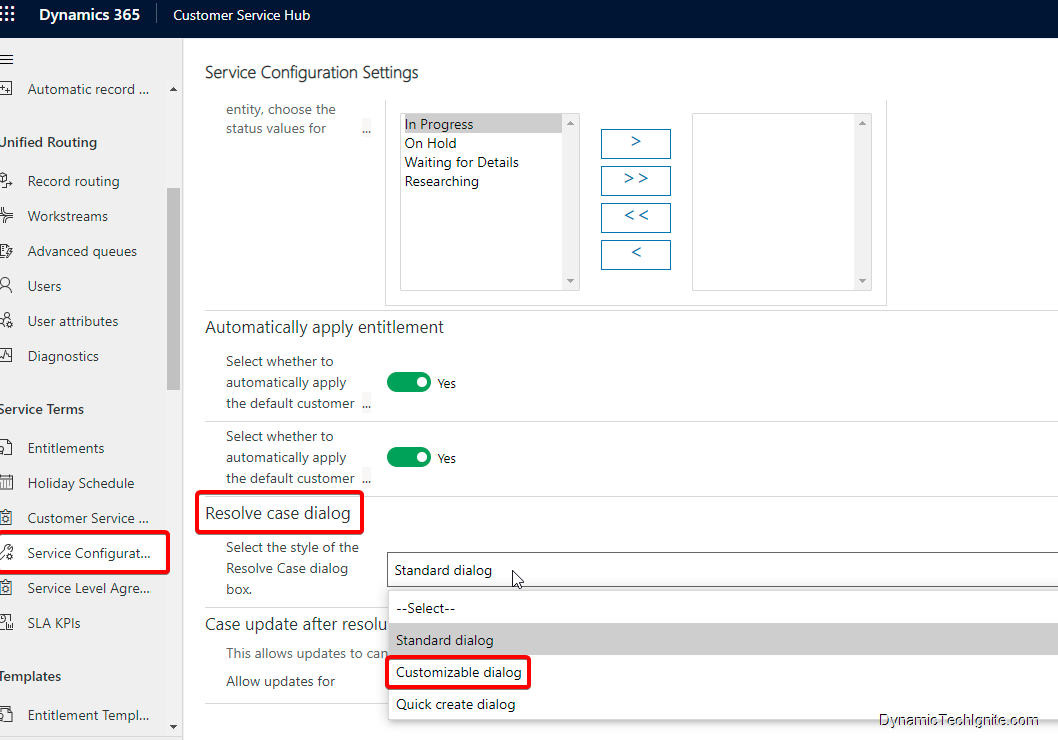 Dynamics 365
Customer Service Hub
Automatic record ...
Unified Routing
Record routing
Workstreams
Advanced queues
Users
User attributes
Diagnostics
Service Terms
Entitlements
Holiday Schedule
Customer Service ...
Service Configurat...
Service Level Agre...
SLA KPIs
Templates
Entitlement Templ...
Service Configuration Settings
entity, choose the
status values for ...
In Progress
On Hold
Waiting for Details
Researching
>
>>
<<
<
Automatically apply entitlement
Select whether to
automatically apply
the default customer ...
Yes
Select whether to
automatically apply
the default customer ...
Yes
Resolve case dialog
Select the style of the
Resolve Case dialog
box.
Standard dialog
--Select--
Standard dialog
Customizable dialog
Quick create dialog
Case update after resolu
This allows updates to can
Allow updates for
DynamicTechIgnite.com